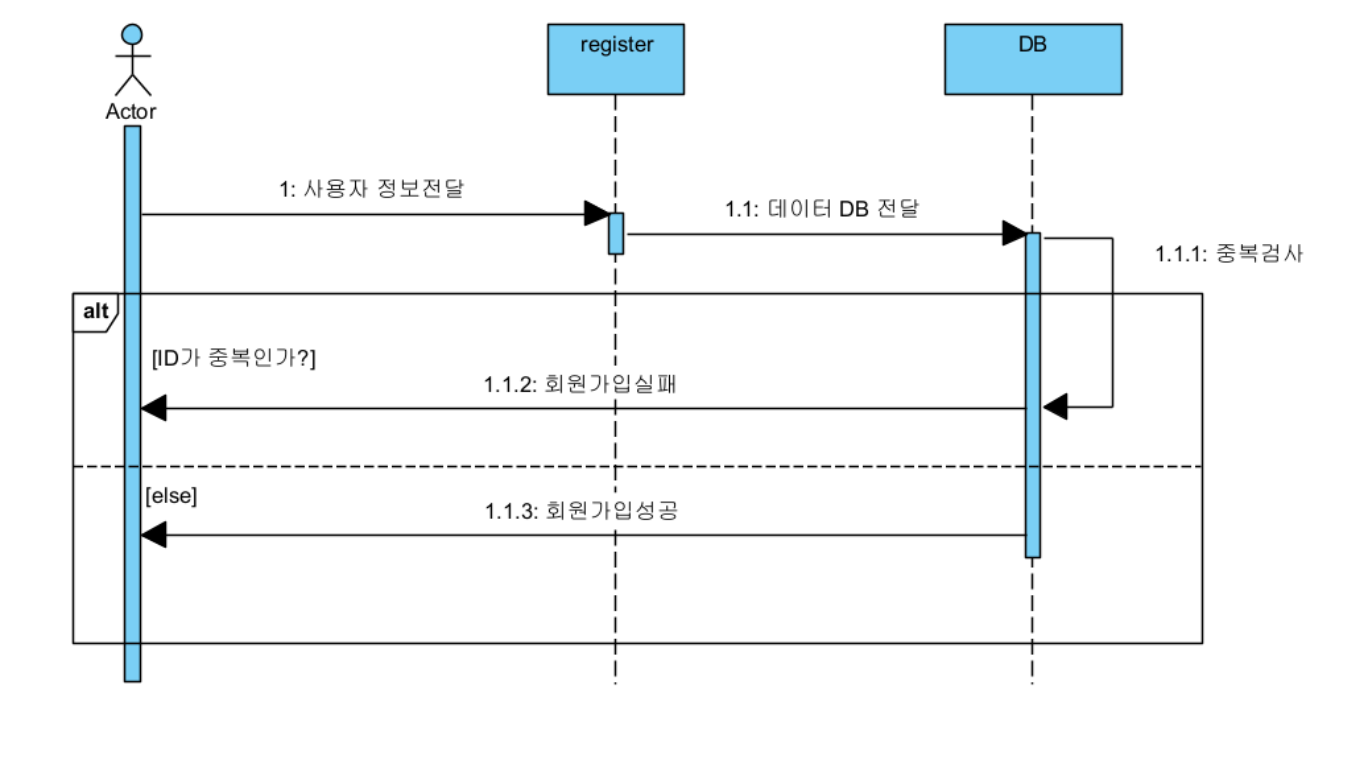 register
DB
Actor
1: 사용자 정보전달
1.1: 데이터 DB 전달
1.1.1: 중복검사
alt
[ID가 중복인가?]
1.1.2: 회원가입실패
[else]
1.1.3: 회원가입성공